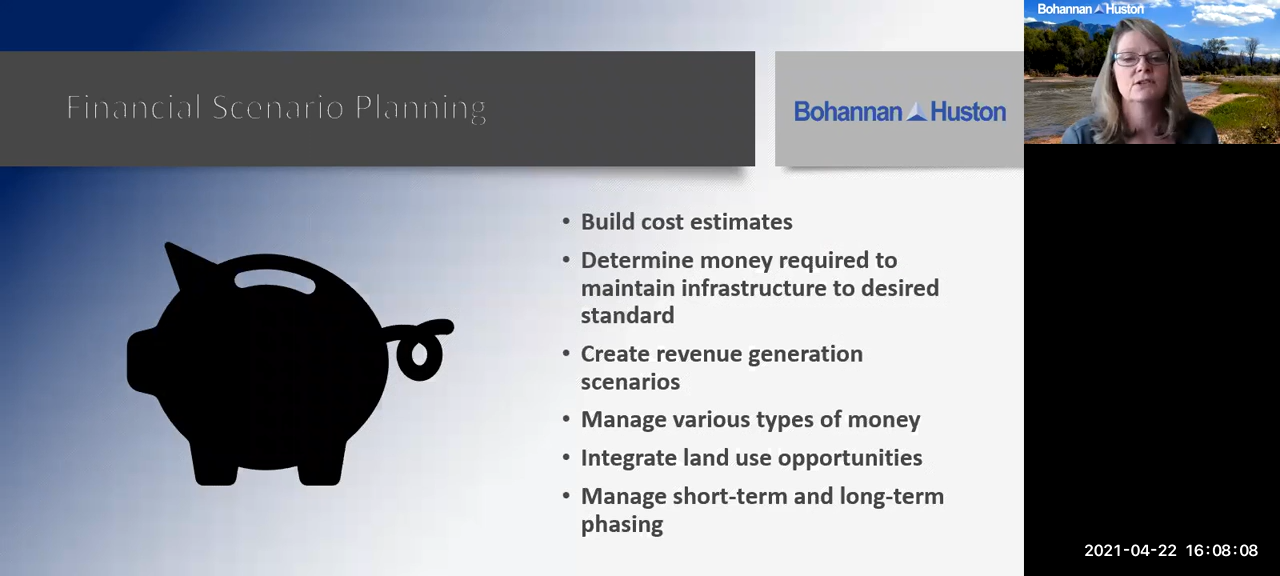 Bohannan Huston
Financial Scenario Planning
Bohannan Huston
• Build cost estimates
• Determine money required to
maintain infrastructure to desired
standard
• Create revenue generation
scenarios
• Manage various types of money
• Integrate land use opportunities
• Manage short-term and long-term
phasing
2021-04-22 16:08:08